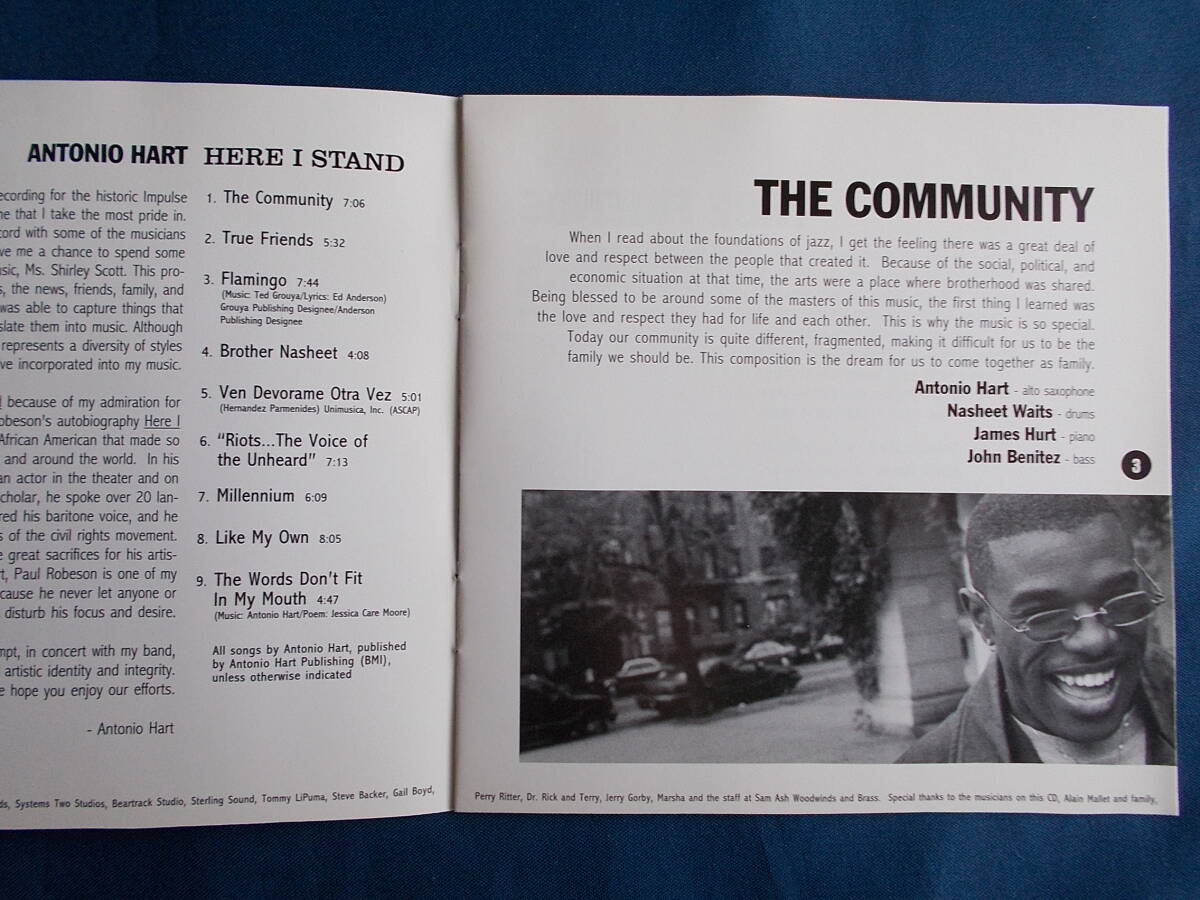 ANTONIO HART HERE I STAND
ecording for the historic Impulse
ne that I take the most pride in.
cord with some of the musicians
ve me a chance to spend some
usic, Ms. Shirley Scott. This pro-
s, the news, friends, family, and
was able to capture things that
slate them into music. Although
represents a diversity of styles
ve incorporated into my music.
because of my admiration for
obeson's autobiography Here I
African American that made so
and around the world. In his
an actor in the theater and on
cholar, he spoke over 20 lan-
red his baritone voice, and he
s of the civil rights movement.
e great sacrifices for his artis-
t, Paul Robeson is one of my
cause he never let anyone or
disturb his focus and desire.
mpt, in concert with my band,
artistic identity and integrity.
e hope you enjoy our efforts.
- Antonio Hart
1. The Community 7:06
2. True Friends 5:32
3. Flamingo 7:44
(Music: Ted Grouya/Lyrics: Ed Anderson)
Grouya Publishing Designee/Anderson
Publishing Designee
4. Brother Nasheet 4:08
5. Ven Devorame Otra Vez 5:01
(Hernandez Parmenides) Unimusica, Inc. (ASCAP)
6. "Riots...The Voice of
the Unheard" 7:13
7. Millennium 6:09
8. Like My Own 8:05
9. The Words Don't Fit
In My Mouth 4:47
(Music: Antonio Hart/Poem: Jessica Care Moore)
All songs by Antonio Hart, published
by Antonio Hart Publishing (BMI),
unless otherwise indicated
ds, Systems Two Studios, Beartrack Studio, Sterling Sound, Tommy LiPuma, Steve Backer, Gail Boyd,
THE COMMUNITY
When I read about the foundations of jazz, I get the feeling there was a great deal of
love and respect between the people that created it. Because of the social, political, and
economic situation at that time, the arts were a place where brotherhood was shared.
Being blessed to be around some of the masters of this music, the first thing I learned was
the love and respect they had for life and each other. This is why the music is so special.
Today our community is quite different, fragmented, making it difficult for us to be the
family we should be. This composition is the dream for us to come together as family.
Antonio Hart - alto saxophone
Nasheet Waits - drums
James Hurt - piano
John Benitez - bass
3
Perry Ritter, Dr. Rick and Terry, Jerry Gorby, Marsha and the staff at Sam Ash Woodwinds and Brass. Special thanks to the musicians on this CD, Alain Mallet and family,